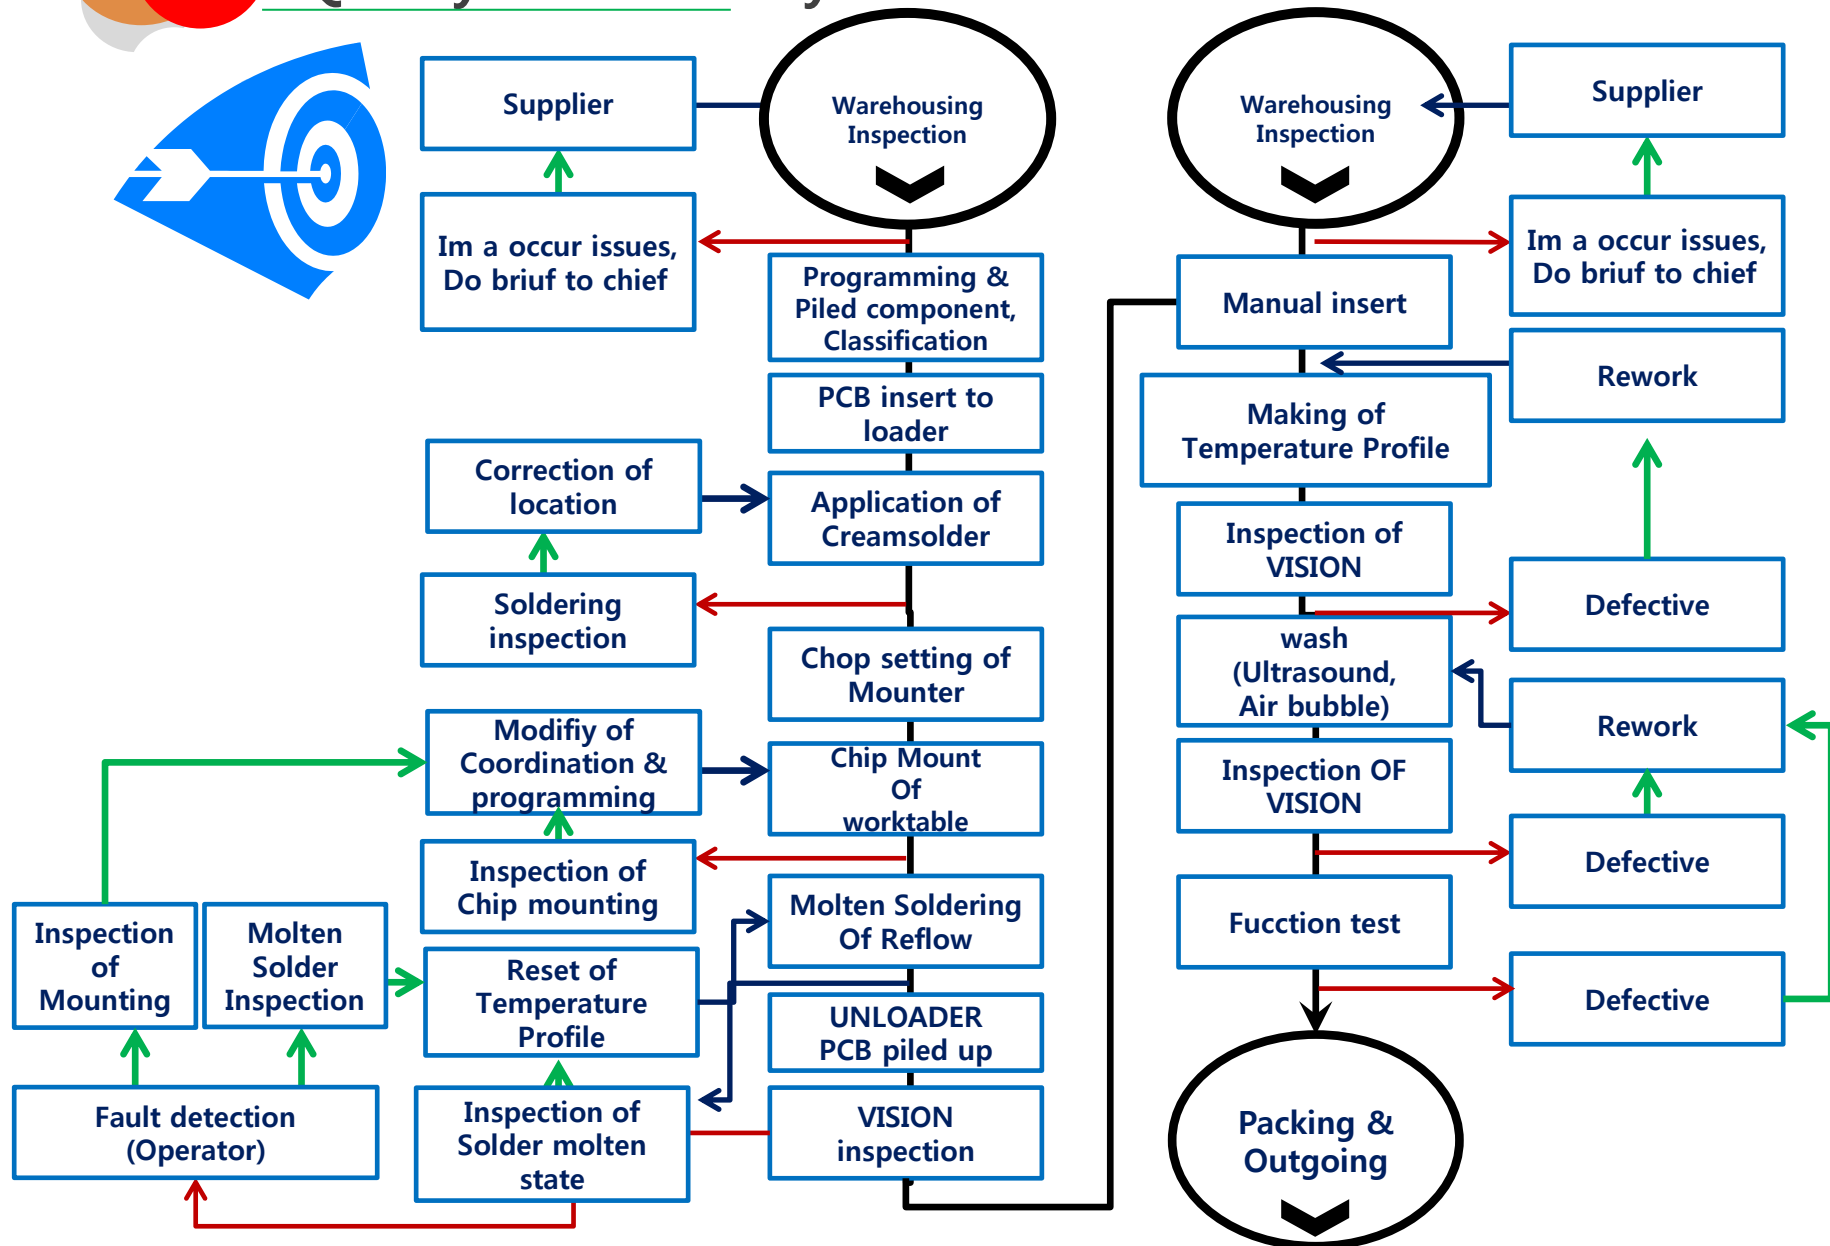 Supplier
Warehousing
Inspection
Im a occur issues,
Do briuf to chief
Programming &
Piled component,
Classification
PCB insert to
loader
Correction of
location
Application of
Creamsolder
Soldering
inspection
Chop setting of
Mounter
Modifiy of
Coordination &
programming
Chip Mount
Of
worktable
Inspection of
Chip mounting
Molten Soldering
Of Reflow
Inspection
of
Mounting
Molten
Solder
Inspection
Reset of
Temperature
Profile
UNLOADER
PCB piled up
Fault detection
(Operator)
Inspection of
Solder molten
state
VISION
inspection
Warehousing
Inspection
Supplier
Im a occur issues,
Do briuf to chief
Manual insert
Rework
Making of
Temperature Profile
Inspection of
VISION
Defective
wash
(Ultrasound,
Air bubble)
Rework
Inspection OF
VISION
Defective
Fucction test
Defective
Packing &
Outgoing